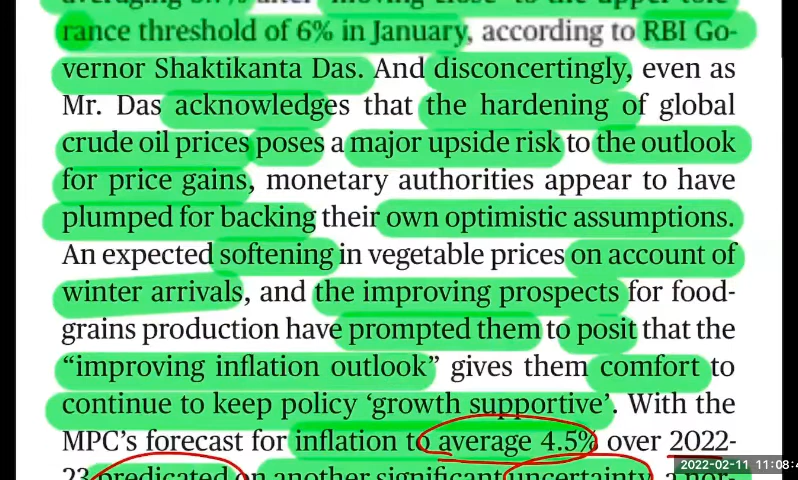 rance threshold of 6% in January, according to RBI Go-
vernor Shaktikanta Das. And disconcertingly, even as
Mr. Das acknowledges that the hardening of global
crude oil prices poses a major upside risk to the outlook
for price gains, monetary authorities appear to have
plumped for backing their own optimistic assumptions.
An expected softening in vegetable prices on account of
winter arrivals, and the improving prospects for food-
grains production have prompted them to posit that the
“improving inflation outlook” gives them comfort to
continue to keep policy ‘growth supportive’. With the
MPC’s forecast for inflation to average 4.5% over 2022-
23 predicated on another significant uncertainty, a nor-
2022-02-11 11:08:4